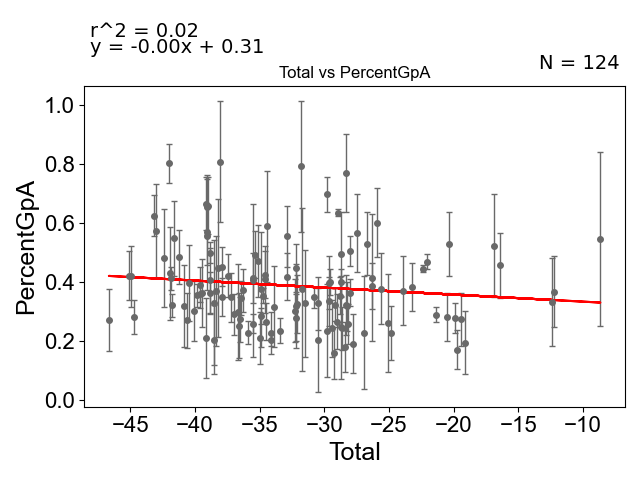 r^2 = 0.02
y = -0.00x + 0.31
N = 124
Total vs PercentGpA
1.0
0.8
0.6
0.4
0.2
0.0
PercentGpA
−45 −40 −35 −30 −25 −20 −15 −10
Total